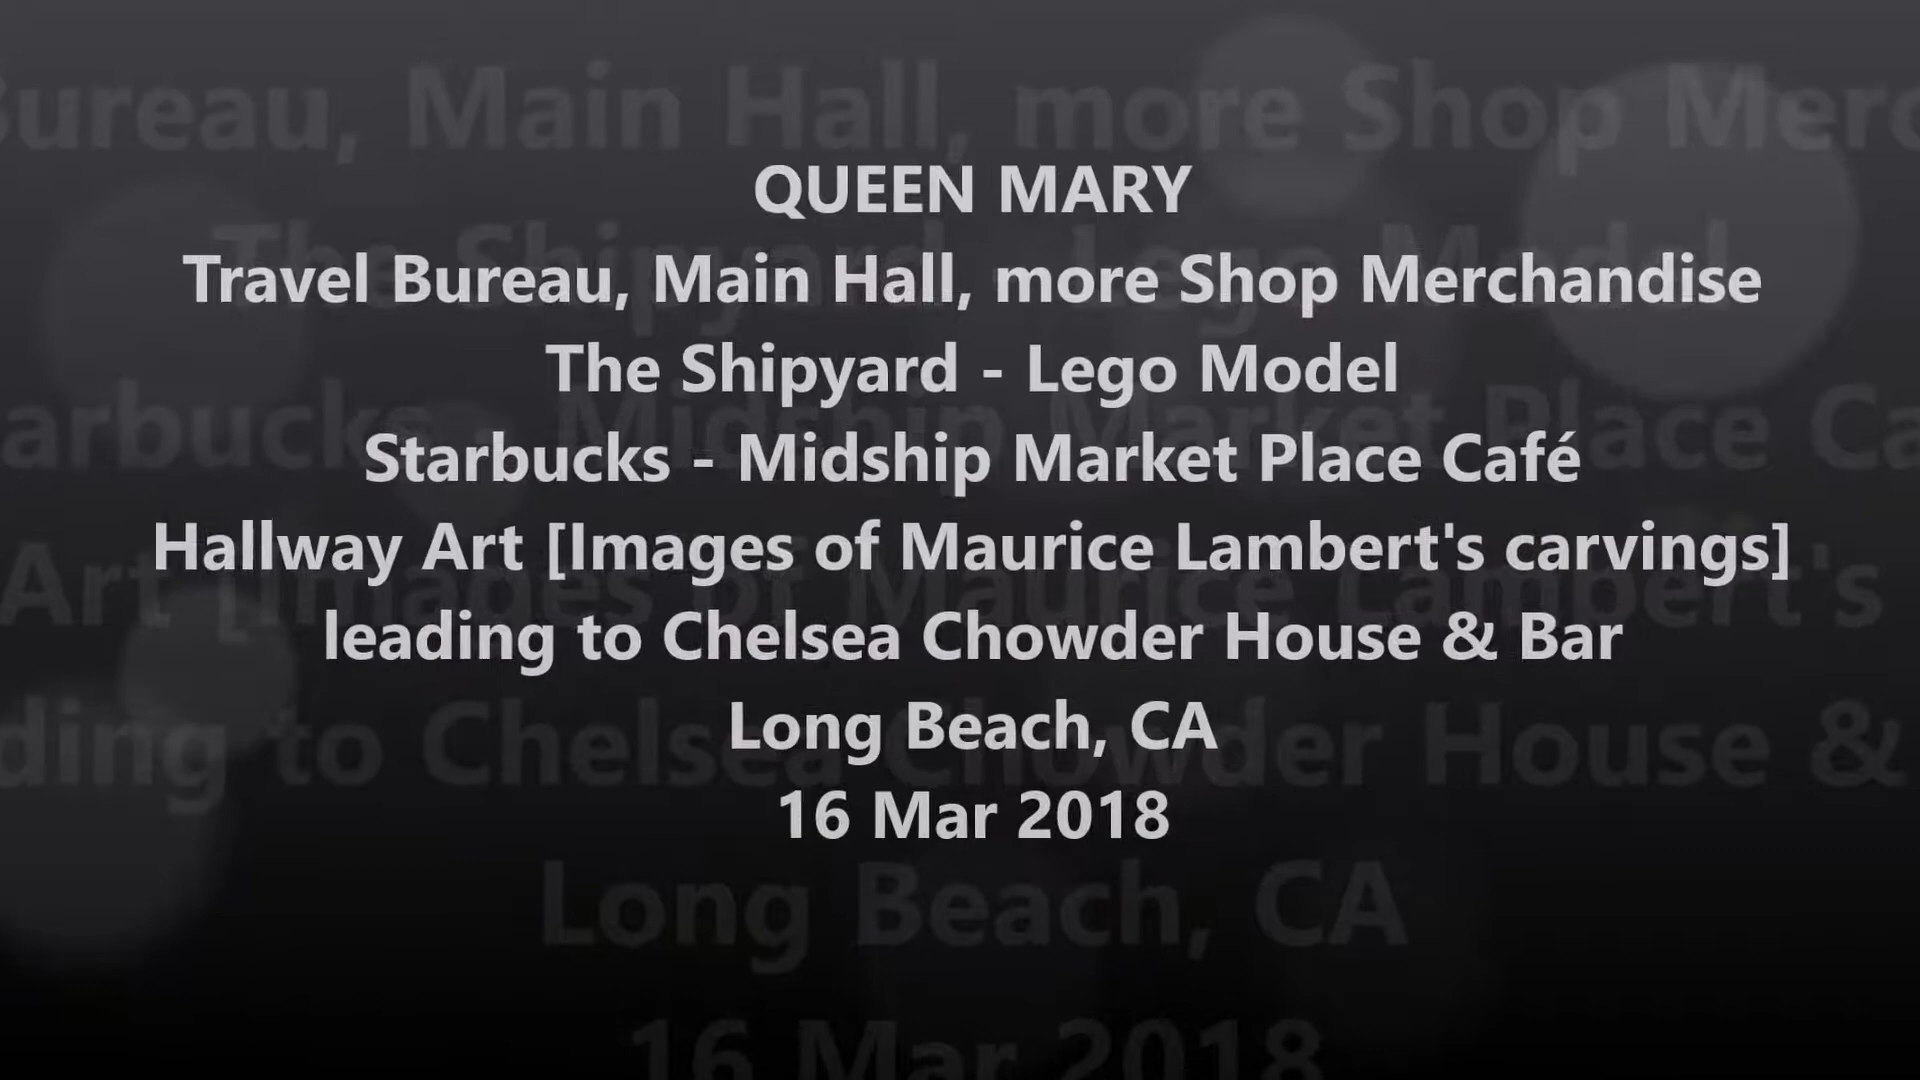 QUEEN MARY
Travel Bureau, Main Hall, more Shop Merchandise
The Shipyard - Lego Model
Starbucks - Midship Market Place Café
Hallway Art [Images of Maurice Lambert's carvings]
leading to Chelsea Chowder House & Bar
Long Beach, CA
16 Mar 2018